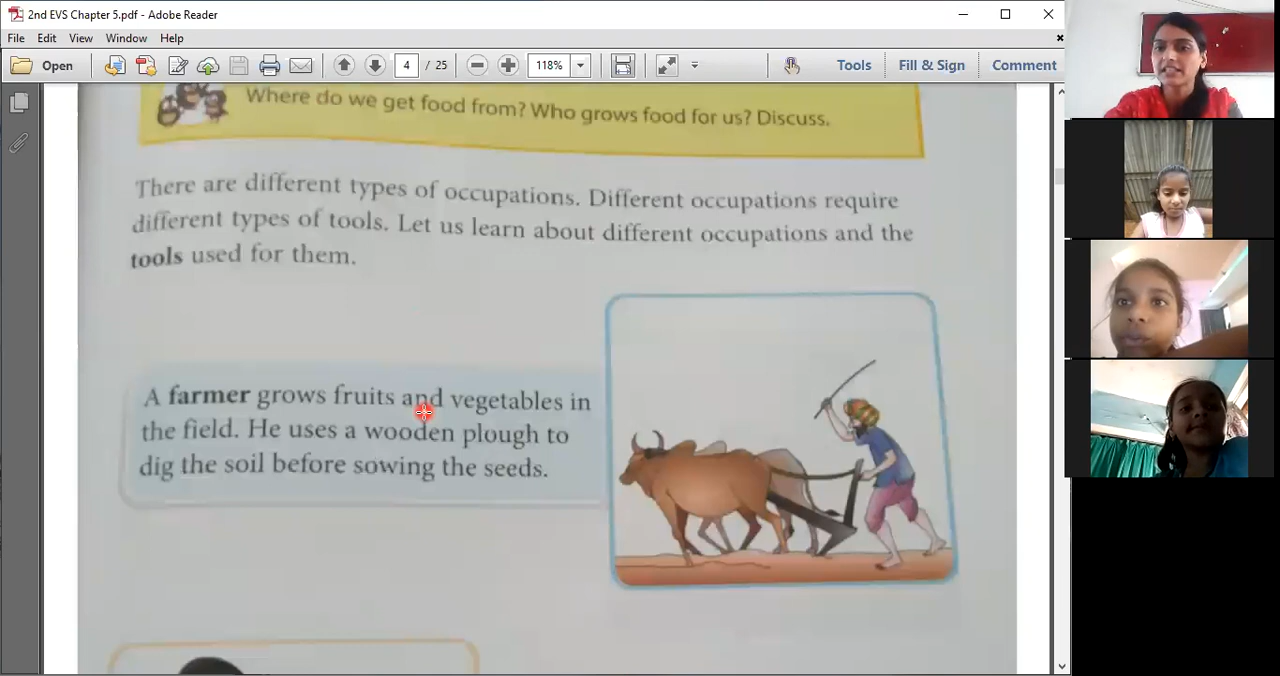 2nd EVS Chapter 5.pdf - Adobe Reader
File Edit View Window Help
Open 4 / 25 118% Tools Fill & Sign Comment
Where do we get food from? Who grows food for us? Discuss.
There are different types of occupations. Different occupations require
different types of tools. Let us learn about different occupations and the
tools used for them.
A farmer grows fruits and vegetables in
the field. He uses a wooden plough to
dig the soil before sowing the seeds.